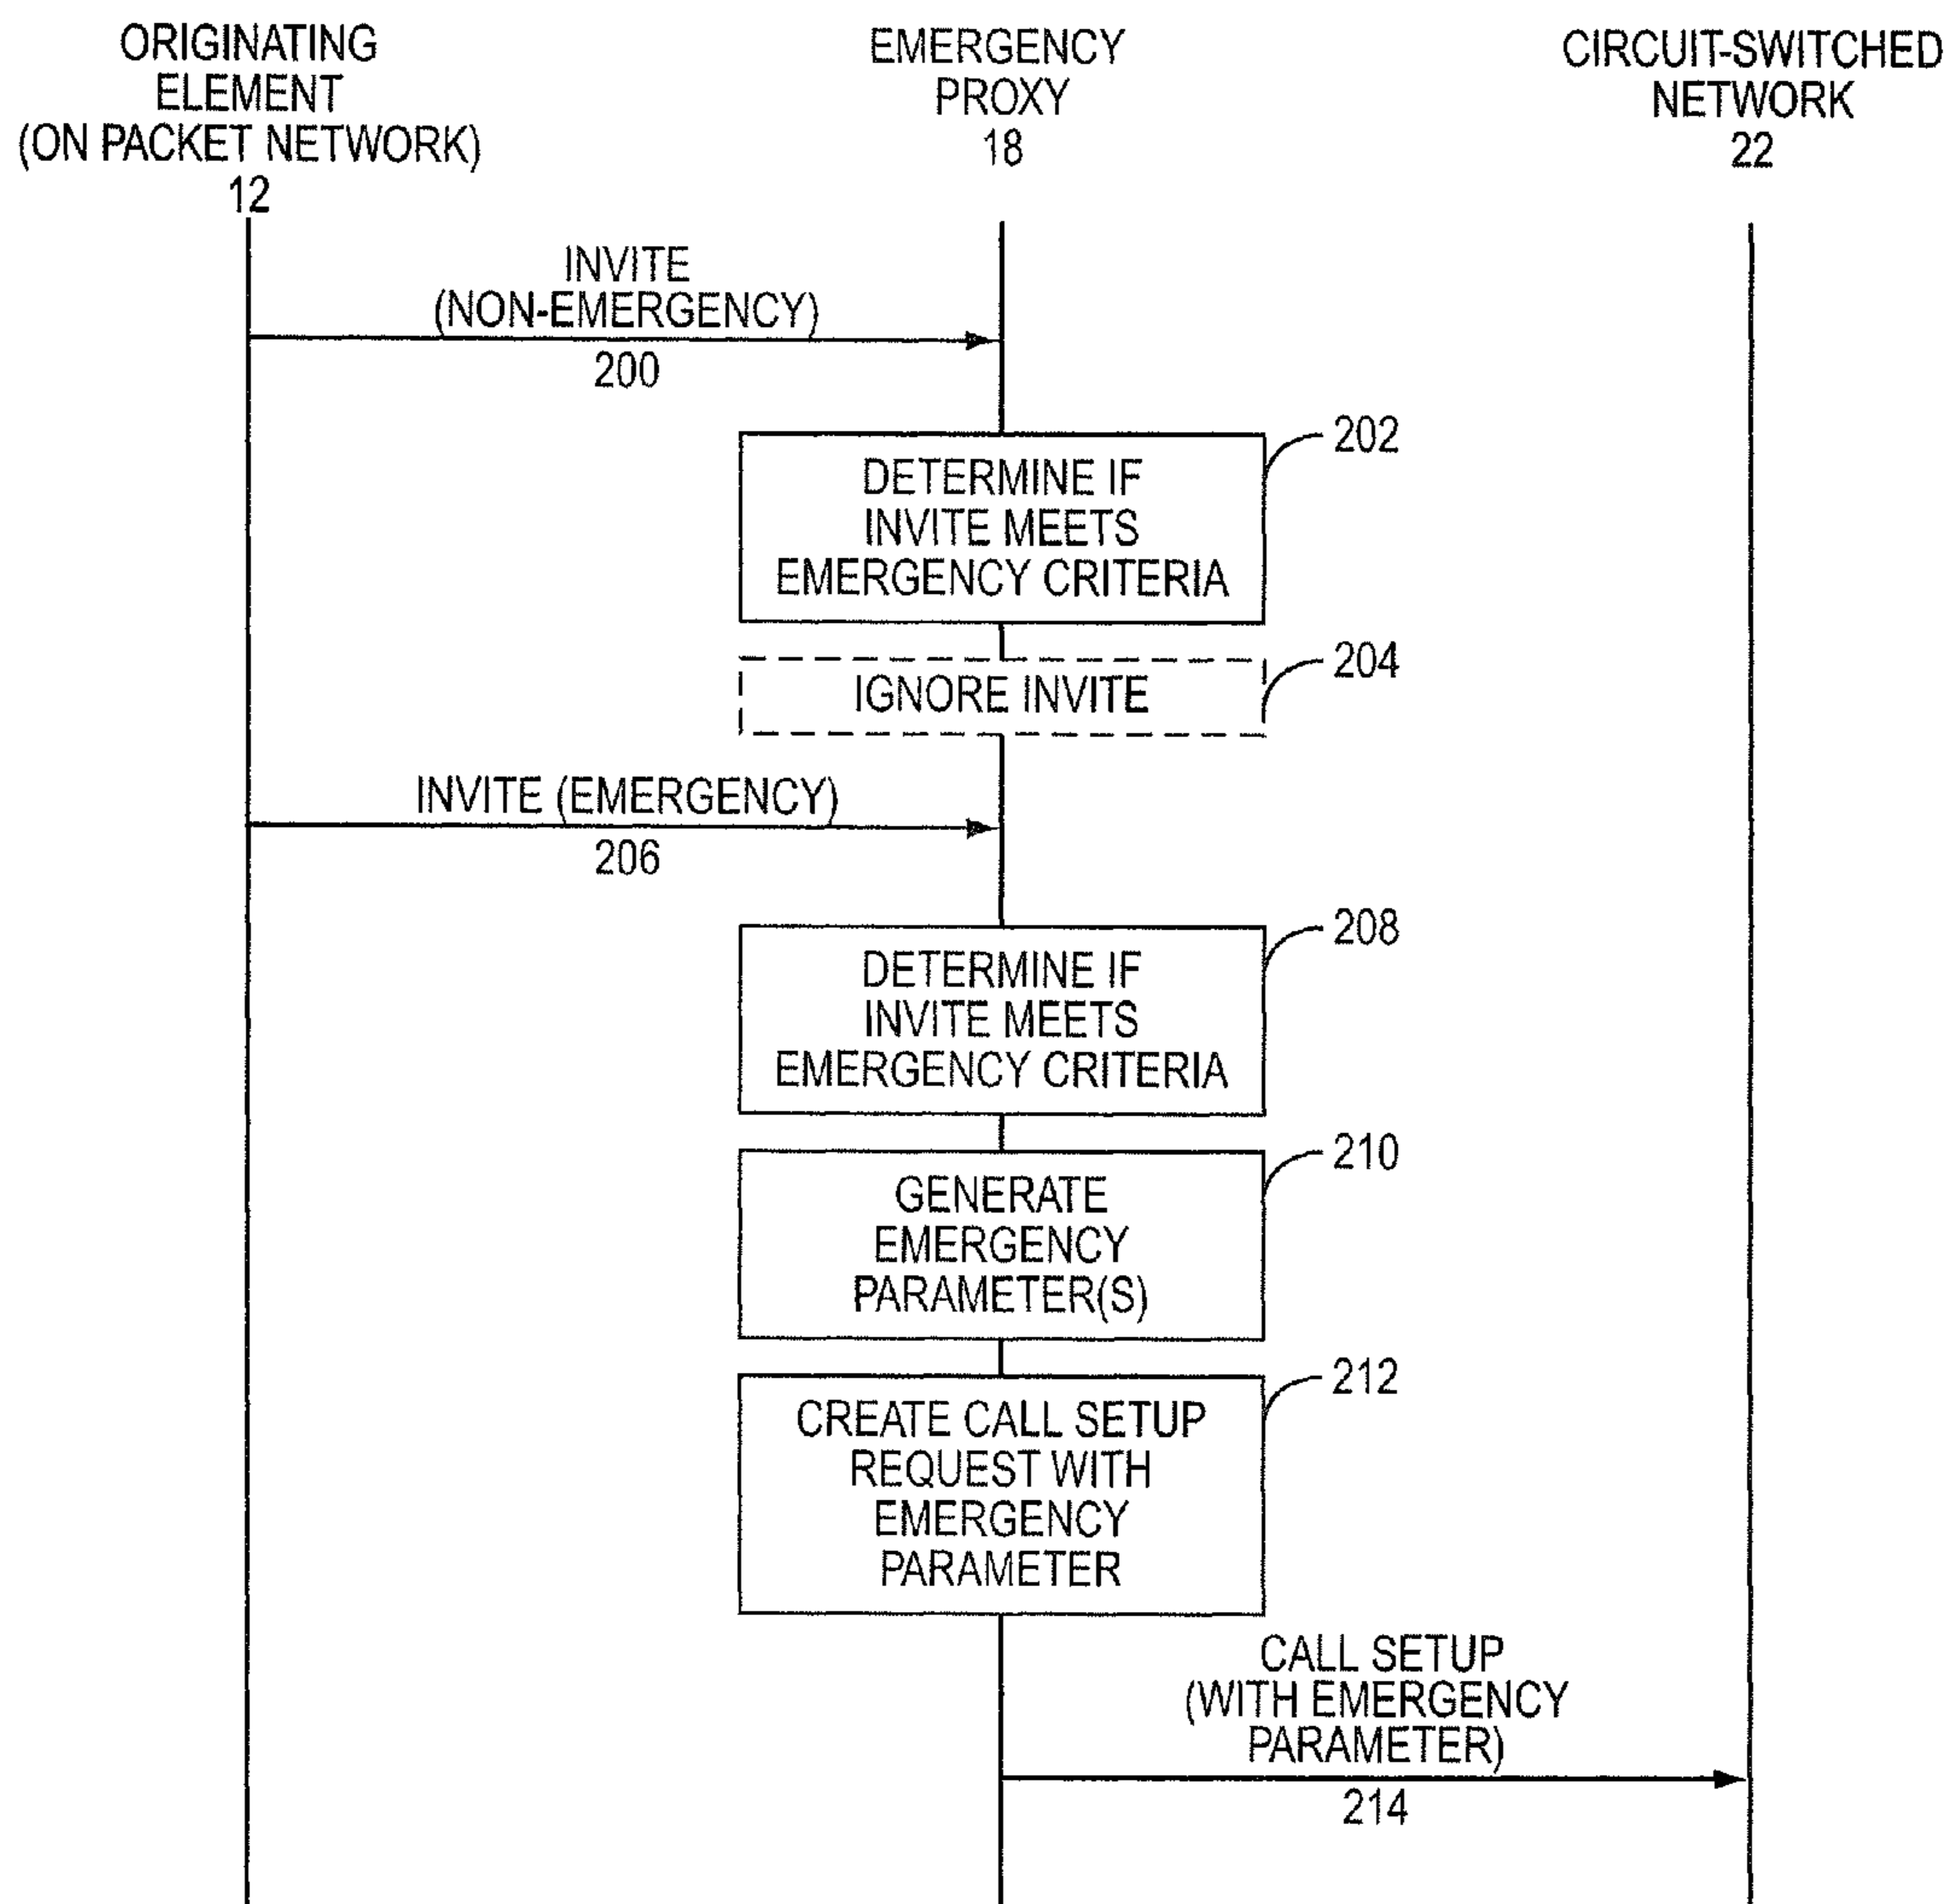 ORIGINATING
ELEMENT
(ON PACKET NETWORK)
12
EMERGENCY
PROXY
18
CIRCUIT-SWITCHED
NETWORK
22
INVITE
(NON-EMERGENCY)
200
202
DETERMINE IF
INVITE MEETS
EMERGENCY CRITERIA
204
IGNORE INVITE
INVITE (EMERGENCY)
206
208
DETERMINE IF
INVITE MEETS
EMERGENCY CRITERIA
210
GENERATE
EMERGENCY
PARAMETER(S)
212
CREATE CALL SETUP
REQUEST WITH
EMERGENCY
PARAMETER
CALL SETUP
(WITH EMERGENCY
PARAMETER)
214